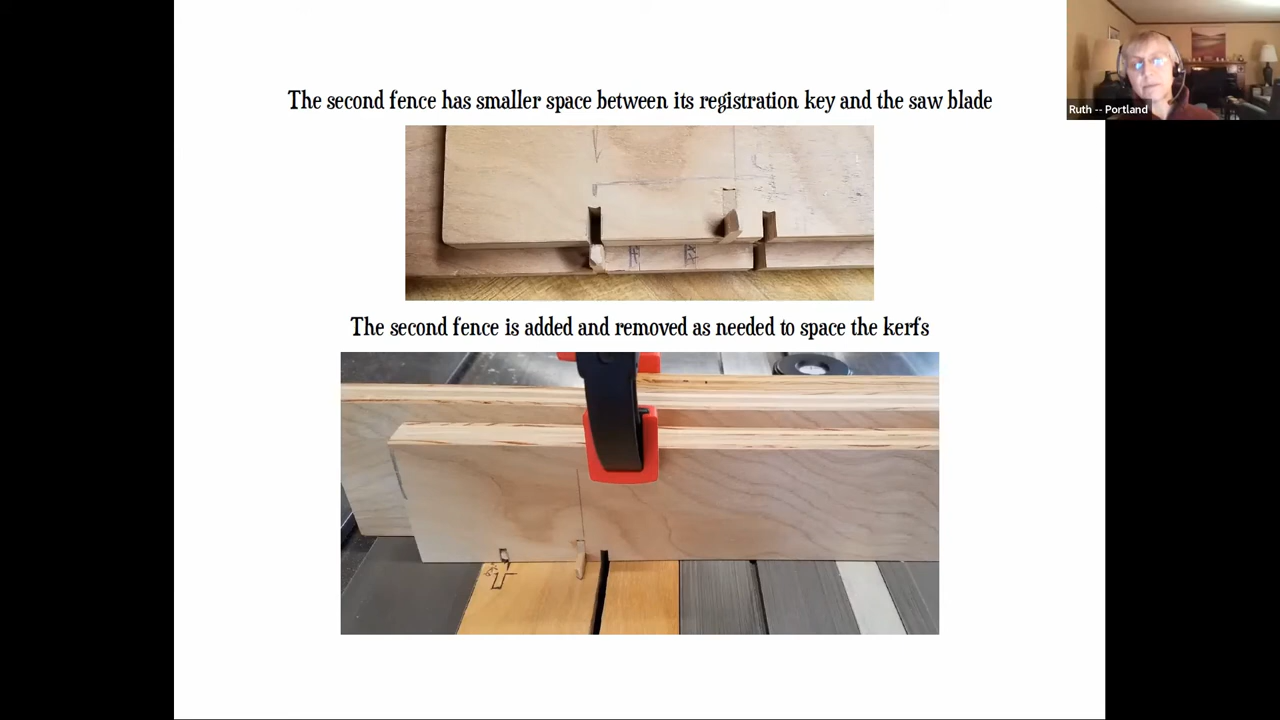 The second fence has smaller space between its registration key and the saw blade
Ruth -- Portland
The second fence is added and removed as needed to space the kerfs